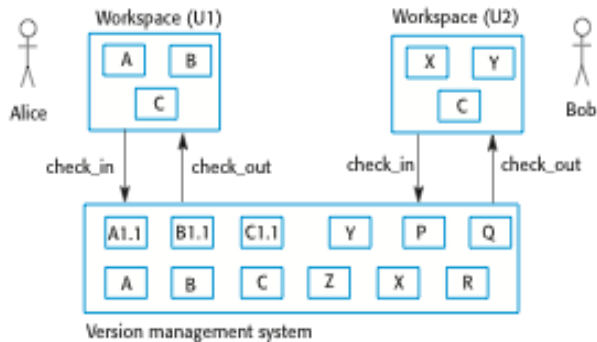 Workspace (U1) Workspace (U2)
A B X Y
C C
Alice Bob
check_in check_out check_in check_out
A1.1 B1.1 C1.1 Y P Q
A B C Z X R
Version management system